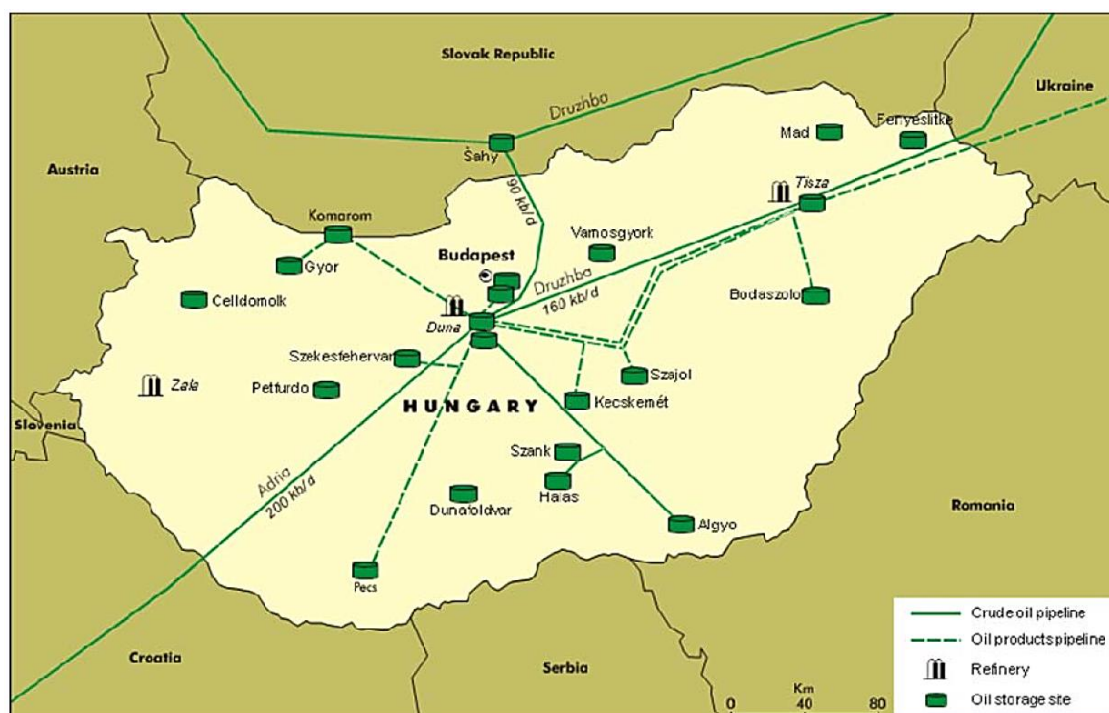 Slovak Republic
Ukraine
Druzhba
Mad
Fenyeslitke
Šahy
Austria
Tisza
90 kb/d
Komarom
Vamosgyork
Budapest
Gyor
Druzhba
160 kb/d
Celldomolk
Bodaszolo
Duna
Szekesfehervar
Szajol
Zala
Petfurdo
Kecskemét
HUNGARY
Slovenia
Szank
Adria
200 kb/d
Halas
Dunafoldvar
Algyo
Romania
Pecs
Crude oil pipeline
Oil products pipeline
Croatia
Serbia
Refinery
Km
Oil storage site
0 40 80